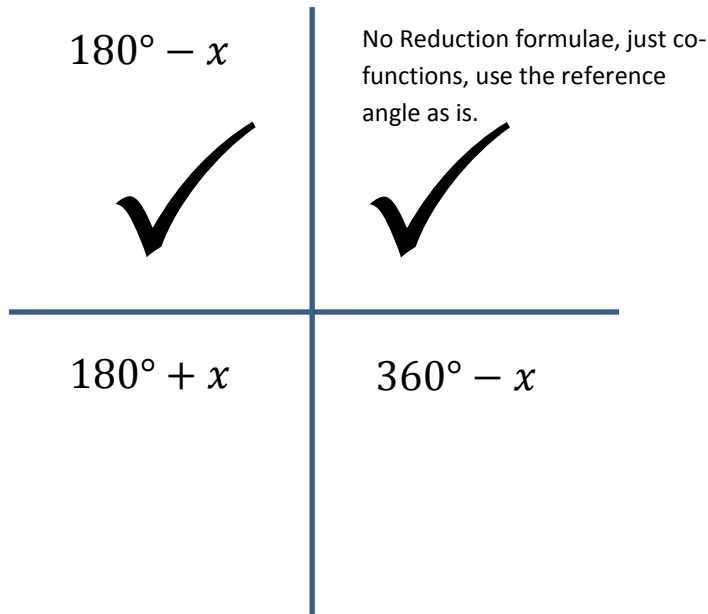 180° − x
No Reduction formulae, just co-
functions, use the reference
angle as is.
180° + x
360° − x